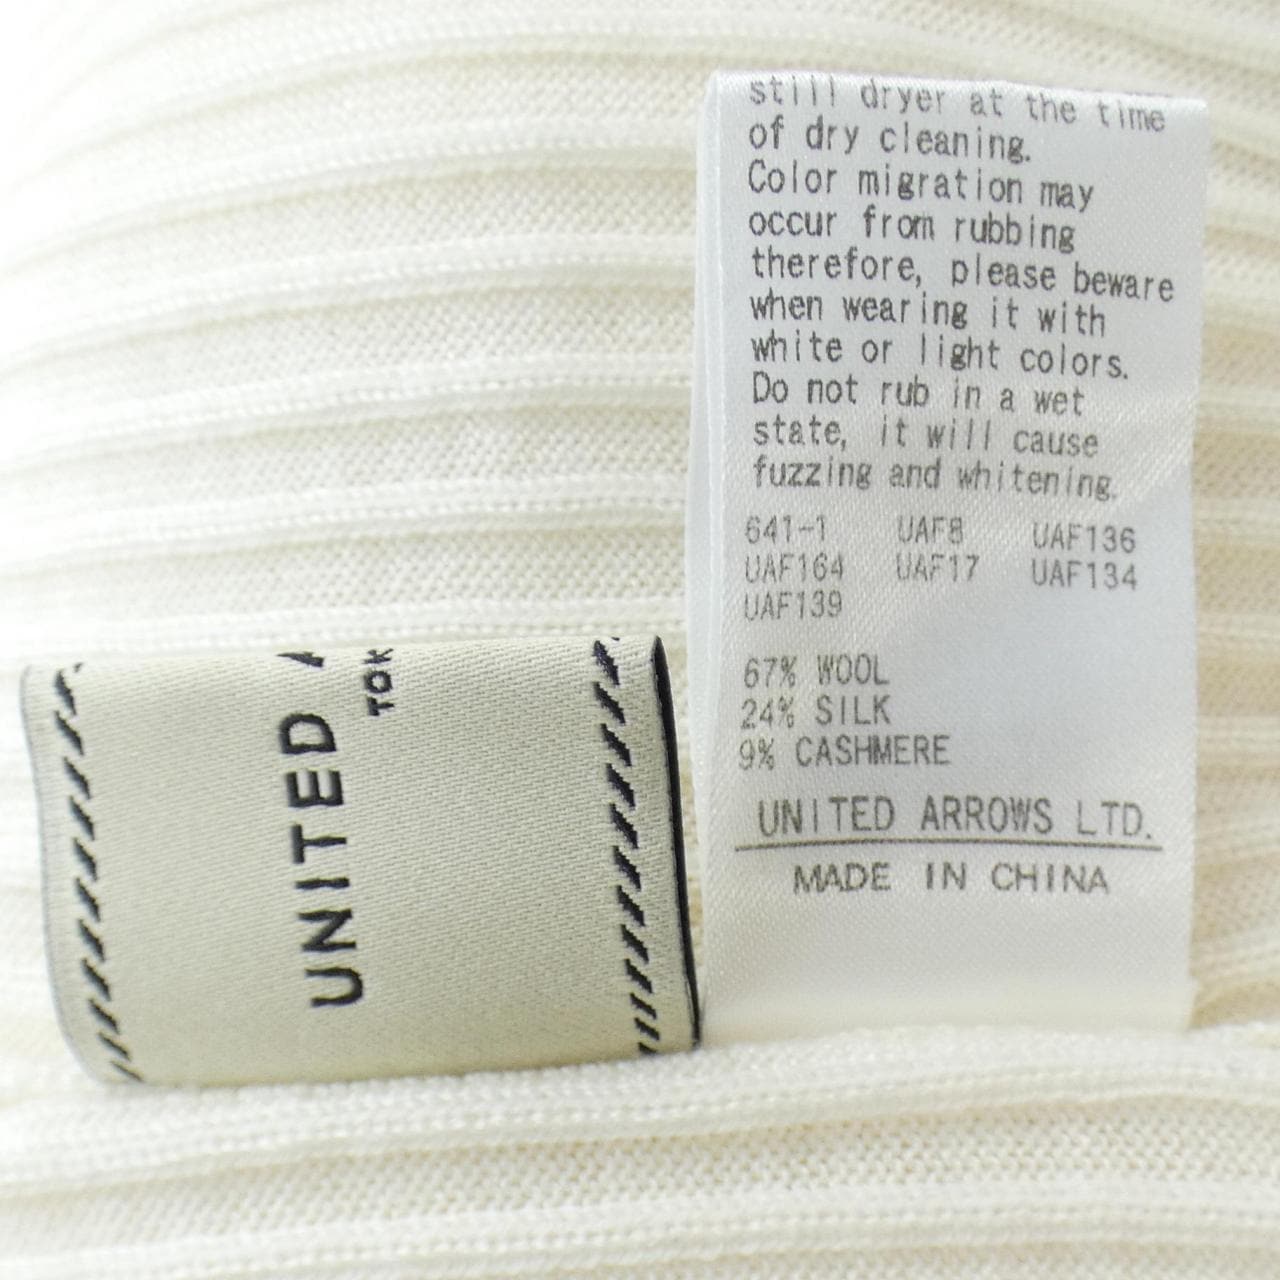 still dryer at the time
of dry cleaning.
Color migration may
occur from rubbing
therefore, please beware
when wearing it with
white or light colors.
Do not rub in a wet
state, it will cause
fuzzing and whitening.
641-1 UAF8 UAF136
UAF164 UAF17 UAF134
UAF139
67% WOOL
24% SILK
9% CASHMERE
UNITED ARROWS LTD.
MADE IN CHINA
UNITED
TOK